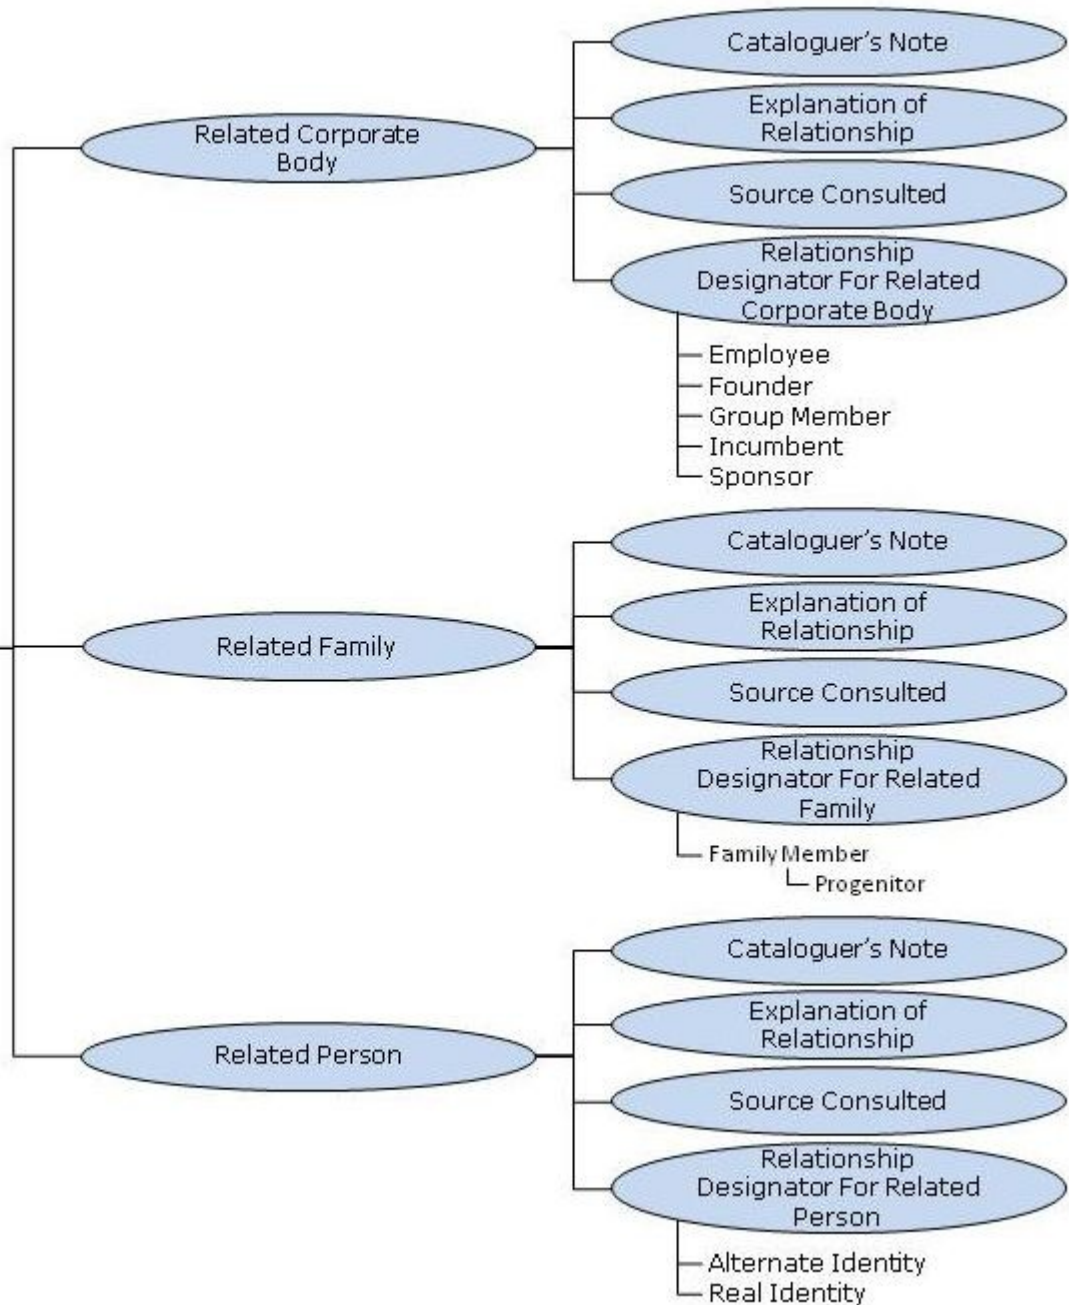 Cataloguer's Note
Explanation of
Relationship
Related Corporate
Body
Source Consulted
Relationship
Designator For Related
Corporate Body
Employee
Founder
Group Member
Incumbent
Sponsor
Cataloguer's Note
Explanation of
Relationship
Related Family
Source Consulted
Relationship
Designator For Related
Family
Family Member
Progenitor
Cataloguer's Note
Explanation of
Relationship
Related Person
Source Consulted
Relationship
Designator For Related
Person
Alternate Identity
Real Identity